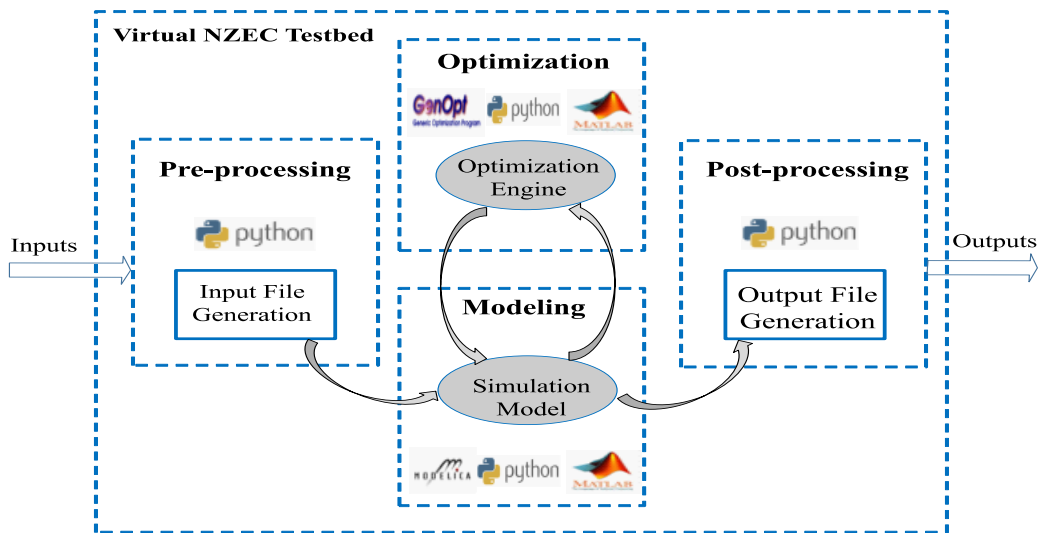 Virtual NZEC Testbed
Optimization
GenOpt
Generic Optimization Program
python
MATLAB
Optimization
Engine
Pre-processing
python
Input File
Generation
Inputs
Modeling
Simulation
Model
MODELICA
python
MATLAB
Post-processing
python
Output File
Generation
Outputs